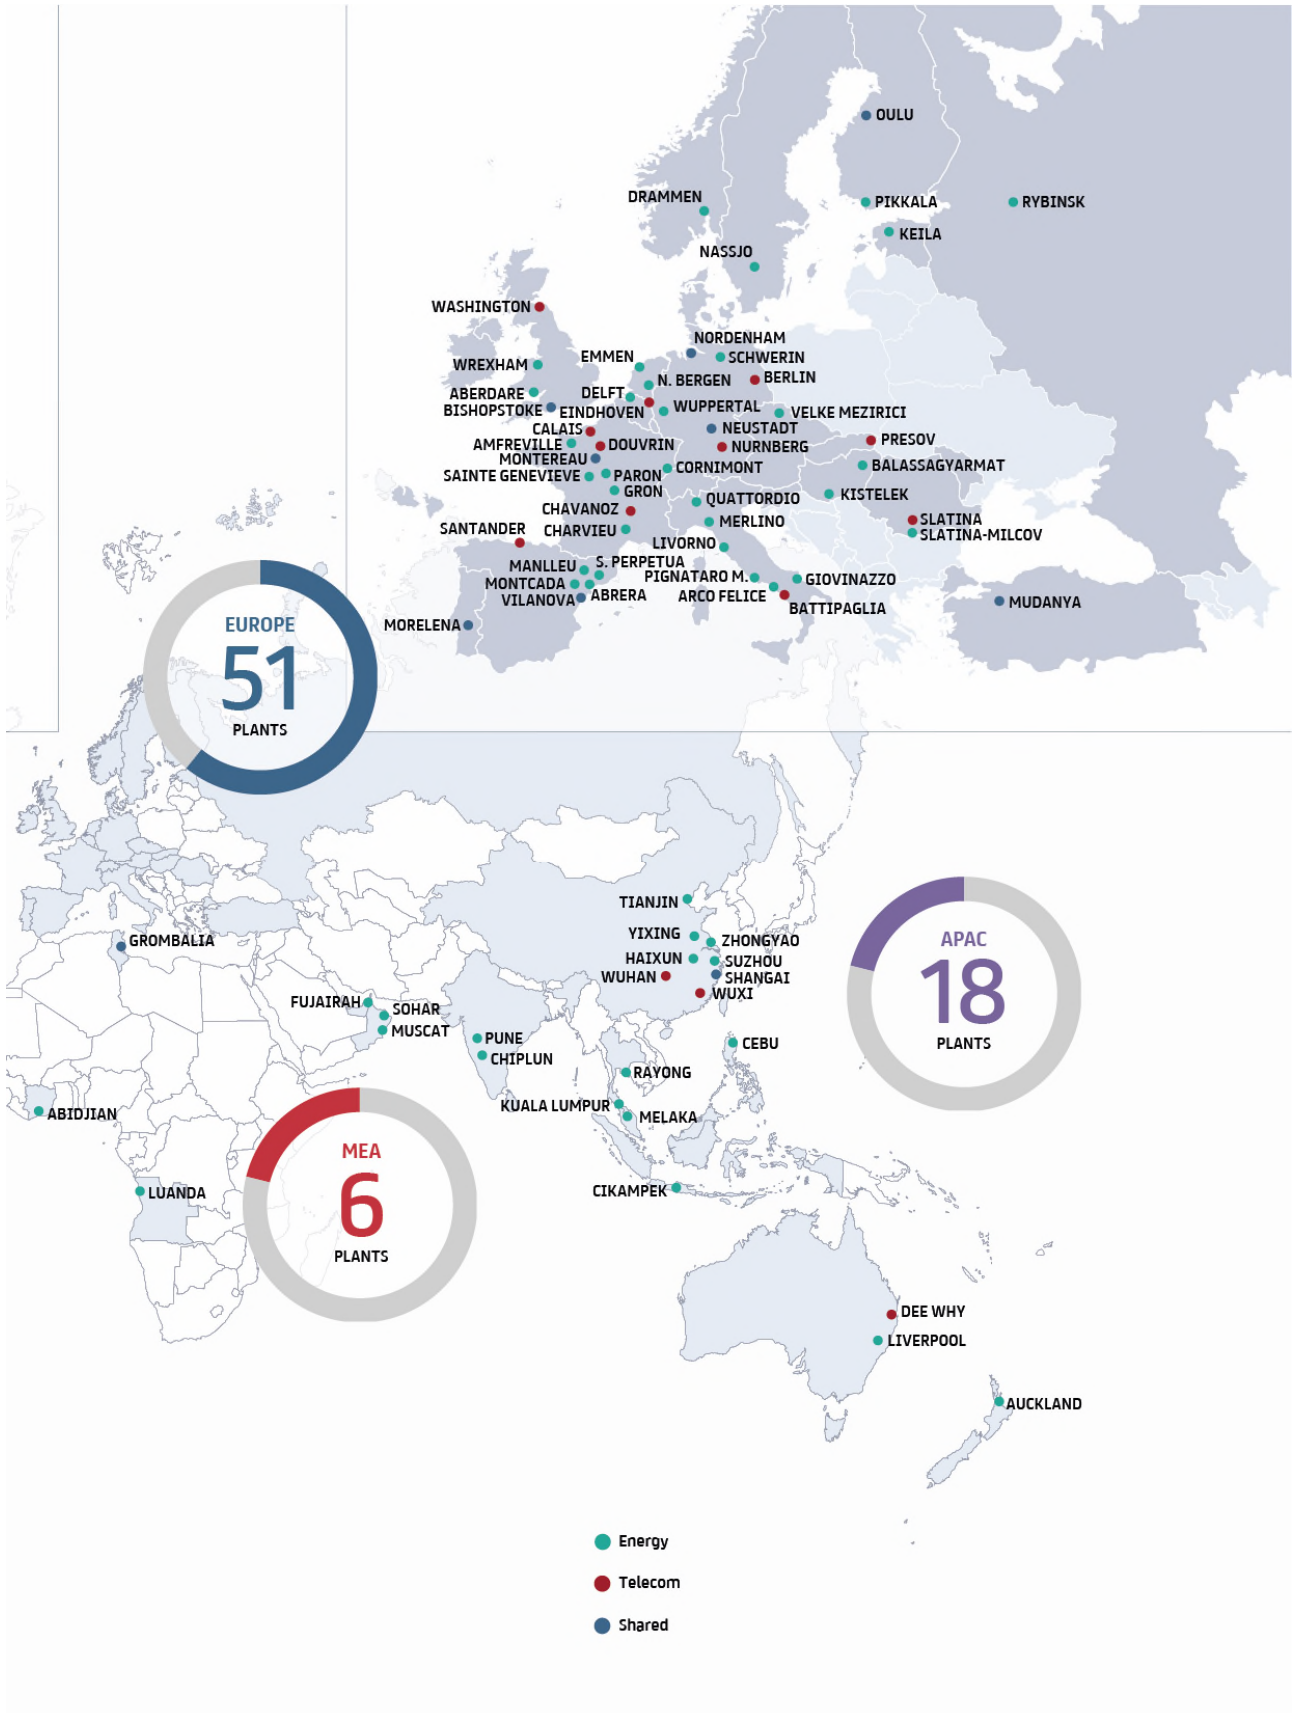 OULU
DRAMMEN
PIKKALA
RYBINSK
KEILA
NASSJO
WASHINGTON
NORDENHAM
EMMEN
SCHWERIN
WREXHAM
N. BERGEN
BERLIN
ABERDARE
DELFT
BISHOPSTOKE
EINDHOVEN
WUPPERTAL
VELKE MEZIRICI
CALAIS
NEUSTADT
AMFREVILLE
DOUVRIN
NURNBERG
PRESOV
MONTEREAU
CORNIMONT
BALASSAGYARMAT
SAINTE GENEVIEVE
PARON
GRON
QUATTORDIO
KISTELEK
CHAVANOZ
MERLINO
SLATINA
SANTANDER
CHARVIEU
SLATINA-MILCOV
LIVORNO
MANLLEU
S. PERPETUA
PIGNATARO M.
GIOVINAZZO
MONTCADA
ABRERA
ARCO FELICE
VILANOVA
BATTIPAGLIA
MUDANYA
MORELENA
EUROPE
51
PLANTS
TIANJIN
YIXING
ZHONGYAO
GROMBALIA
HAIXUN
SUZHOU
WUHAN
SHANGAI
WUXI
APAC
18
PLANTS
FUJAIRAH
SOHAR
MUSCAT
PUNE
CHIPLUN
CEBU
RAYONG
KUALA LUMPUR
MELAKA
ABIDJIAN
MEA
6
PLANTS
LUANDA
CIKAMPEK
DEE WHY
LIVERPOOL
AUCKLAND
Energy
Telecom
Shared